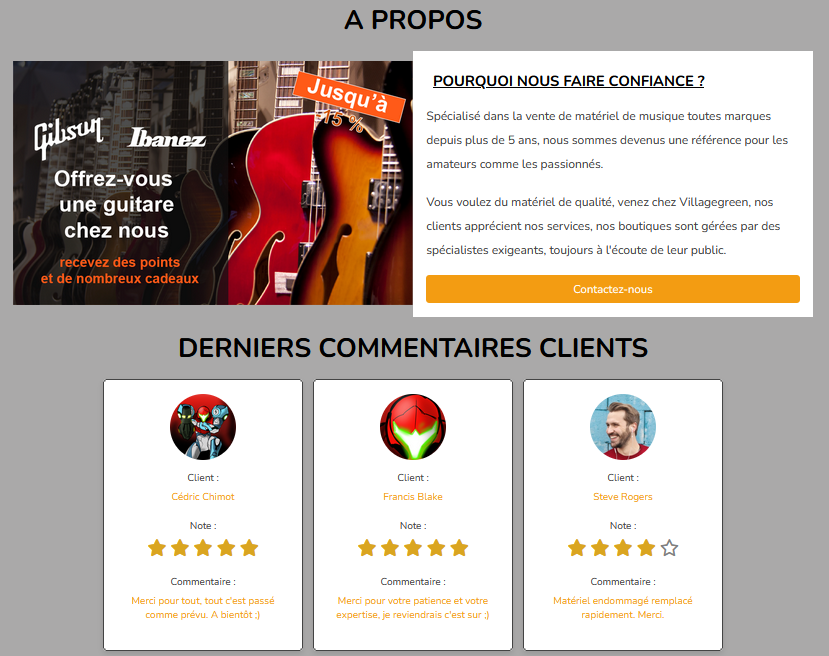 A PROPOS
Gibson
Ibanez
Offrez-vous
une guitare
chez nous
recevez des points
et de nombreux cadeaux
Jusqu'à
-15 %
POURQUOI NOUS FAIRE CONFIANCE ?
Spécialisé dans la vente de matériel de musique toutes marques
depuis plus de 5 ans, nous sommes devenus une référence pour les
amateurs comme les passionnés.
Vous voulez du matériel de qualité, venez chez Villagegreen, nos
clients apprécient nos services, nos boutiques sont gérées par des
spécialistes exigeants, toujours à l'écoute de leur public.
Contactez-nous
DERNIERS COMMENTAIRES CLIENTS
Client :
Cédric Chimot
Note :
Commentaire :
Merci pour tout, tout c'est passé
comme prévu. A bientôt ;)
Client :
Francis Blake
Note :
Commentaire :
Merci pour votre patience et votre
expertise, je reviendrais c'est sur ;)
Client :
Steve Rogers
Note :
Commentaire :
Matériel endommagé remplacé
rapidement. Merci.